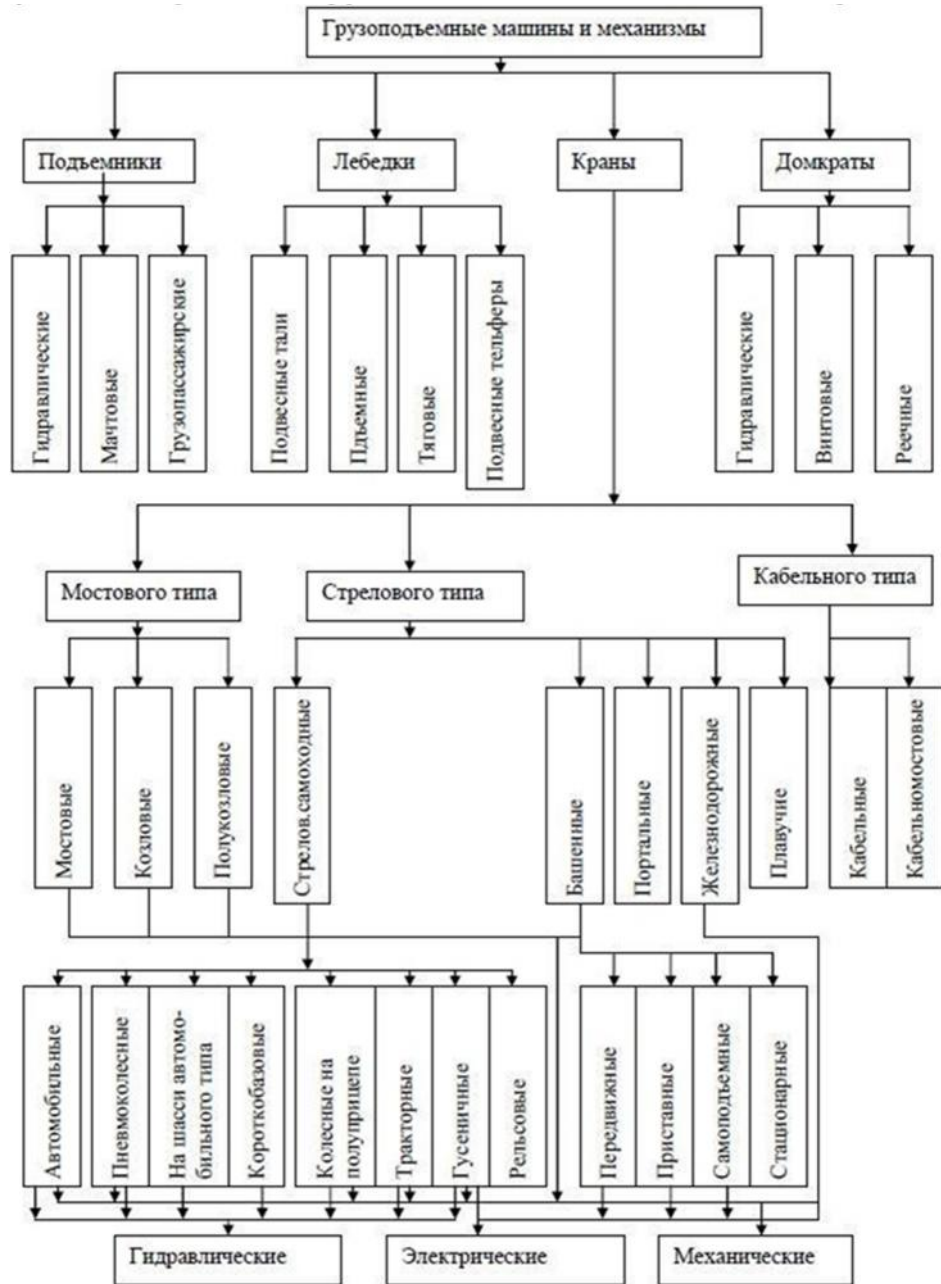 Грузоподъемные машины и механизмы
Подъемники
Лебедки
Краны
Домкраты
Гидравлические
Мачтовые
Грузопассажирские
Подвесные тали
Пдъемные
Тяговые
Подвесные тельферы
Гидравлические
Винтовые
Реечные
Мостового типа
Стрелового типа
Кабельного типа
Мостовые
Козловые
Полукозловые
Стрелов.самоходные
Башенные
Портальные
Железнодорожные
Плавучие
Кабельные
Кабельномостовые
Автомобильные
Пневмоколесные
На шасси автомо-
бильного типа
Короткобазовые
Колесные на
полуприцепе
Тракторные
Гусеничные
Рельсовые
Передвижные
Приставные
Самоподъемные
Стационарные
Гидравлические
Электрические
Механические